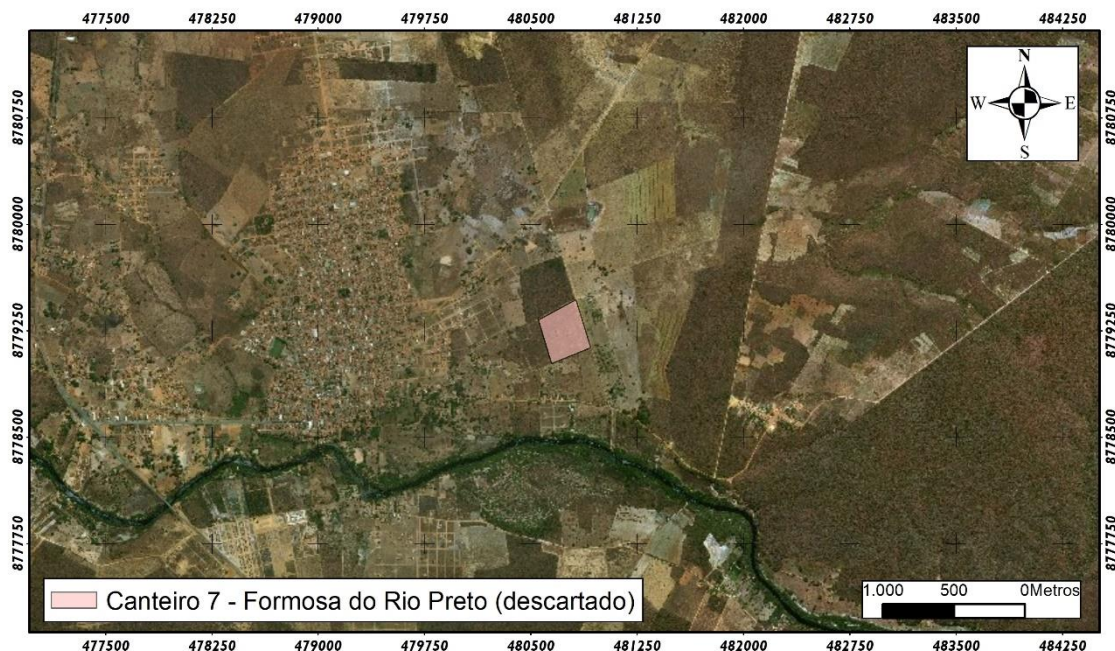 477500 478250 479000 479750 480500 481250 482000 482750 483500 484250
N
W E
S
8780750 8780750
8780000 8780000
8779250 8779250
8778500 8778500
8777750 8777750
Canteiro 7 - Formosa do Rio Preto (descartado)
1.000 500 0Metros
477500 478250 479000 479750 480500 481250 482000 482750 483500 484250